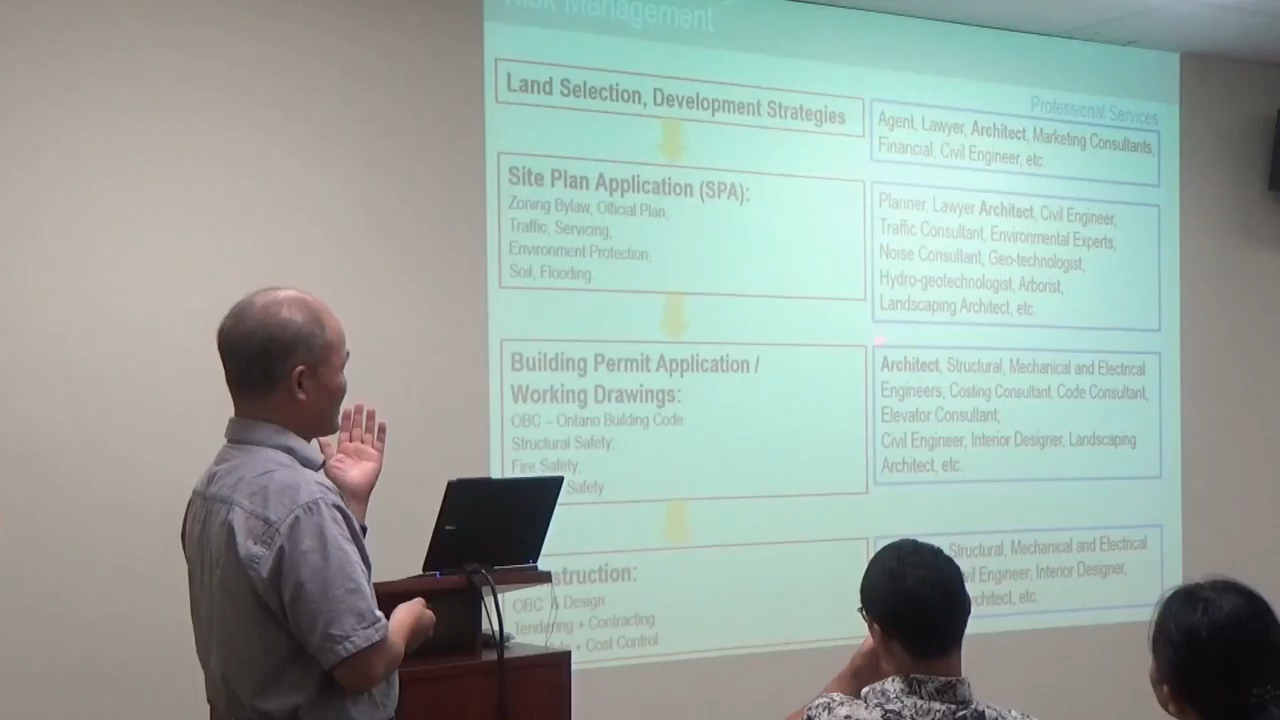 Risk Management
Land Selection, Development Strategies
Professional Services
Agent, Lawyer, Architect, Marketing Consultants,
Financial, Civil Engineer, etc.
Site Plan Application (SPA):
Zoning Bylaw, Official Plan,
Traffic, Servicing,
Environment Protection,
Soil, Flooding.
Planner, Lawyer Architect, Civil Engineer,
Traffic Consultant, Environmental Experts,
Noise Consultant, Geo-technologist,
Hydro-geotechnologist, Arborist,
Landscaping Architect, etc.
Building Permit Application /
Working Drawings:
OBC – Ontario Building Code
Structural Safety;
Fire Safety;
Safety
Architect, Structural, Mechanical and Electrical
Engineers, Costing Consultant, Code Consultant,
Elevator Consultant;
Civil Engineer, Interior Designer, Landscaping
Architect, etc.
struction:
OBC & Design
Tendering + Contracting
+ Cost Control
Structural, Mechanical and Electrical
vil Engineer, Interior Designer,
rchitect, etc.